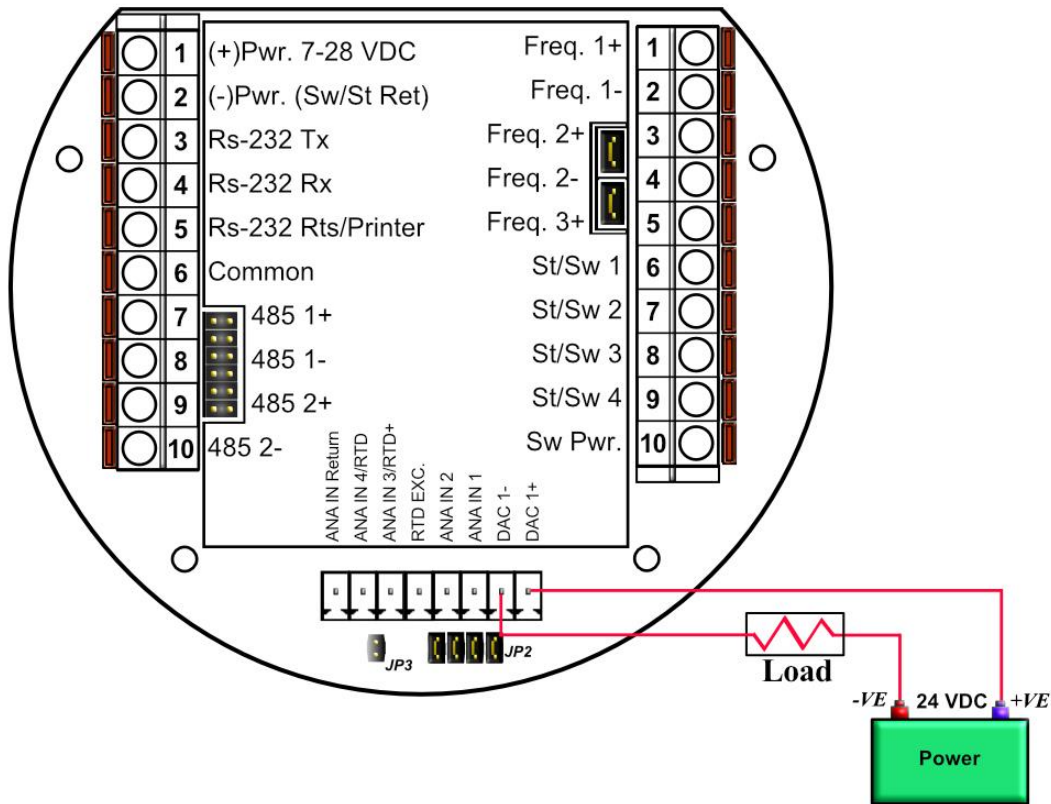 1 (+)Pwr. 7-28 VDC
2 (-)Pwr. (Sw/St Ret)
3 Rs-232 Tx
4 Rs-232 Rx
5 Rs-232 Rts/Printer
6 Common
7 485 1+
8 485 1-
9 485 2+
10 485 2-
Freq. 1+ 1
Freq. 1- 2
Freq. 2+ 3
Freq. 2- 4
Freq. 3+ 5
St/Sw 1 6
St/Sw 2 7
St/Sw 3 8
St/Sw 4 9
Sw Pwr. 10
ANA IN Return
ANA IN 4/RTD
ANA IN 3/RTD+
RTD EXC.
ANA IN 2
ANA IN 1
DAC 1-
DAC 1+
JP3
JP2
Load
-VE 24 VDC +VE
Power